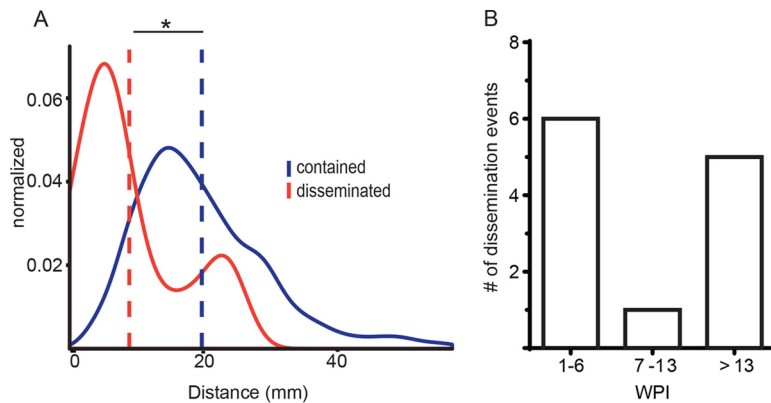 A
*
normalized
0.06
0.04
0.02
contained
disseminated
0
20
40
Distance (mm)
B
# of dissemination events
8
6
4
2
1-6
7-13
> 13
WPI